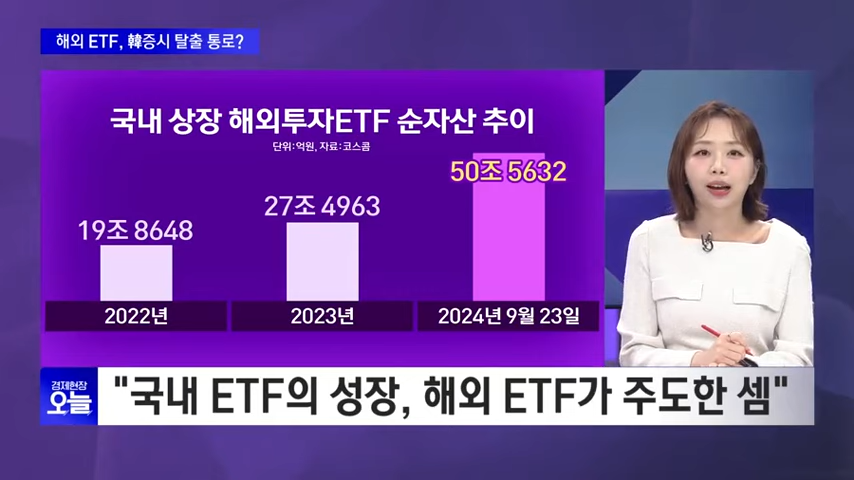 해외 ETF, 韓증시 탈출 통로?
국내 상장 해외투자ETF 순자산 추이
단위:억원, 자료:코스콤
19조 8648
27조 4963
50조 5632
2022년
2023년
2024년 9월 23일
경제현장
오늘
"국내 ETF의 성장, 해외 ETF가 주도한 셈"